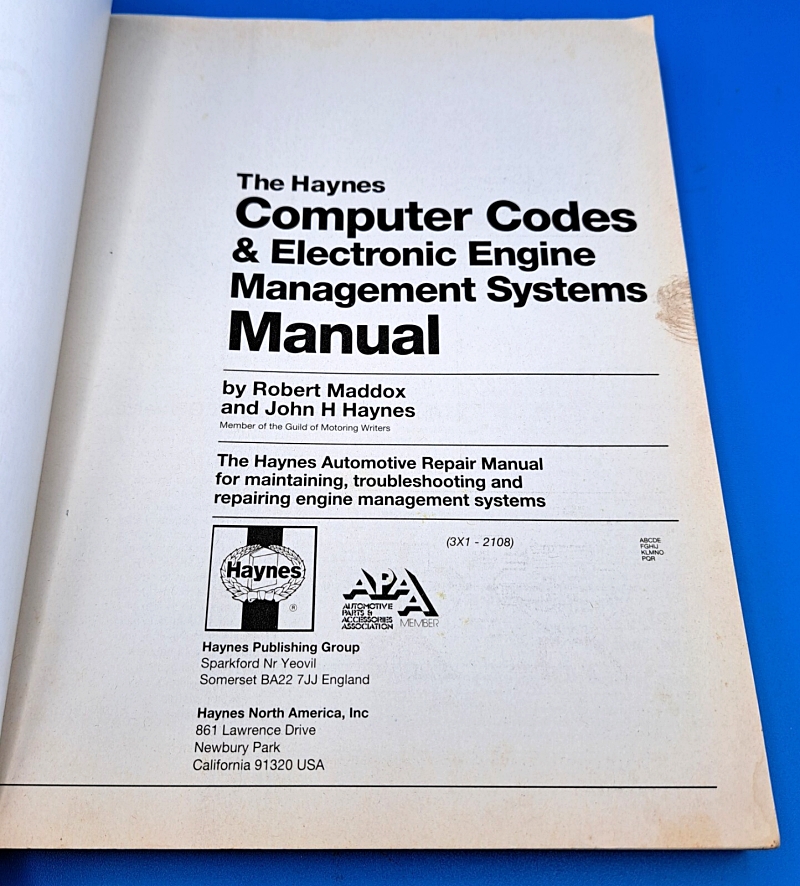 The Haynes
Computer Codes
& Electronic Engine
Management Systems
Manual
by Robert Maddox
and John H Haynes
Member of the Guild of Motoring Writers
The Haynes Automotive Repair Manual
for maintaining, troubleshooting and
repairing engine management systems
(3X1 - 2108)
ABCDE
FGHIJ
KLMNO
PQR
Haynes
®
APAA
AUTOMOTIVE
PARTS &
ACCESSORIES
ASSOCIATION
MEMBER
Haynes Publishing Group
Sparkford Nr Yeovil
Somerset BA22 7JJ England
Haynes North America, Inc
861 Lawrence Drive
Newbury Park
California 91320 USA